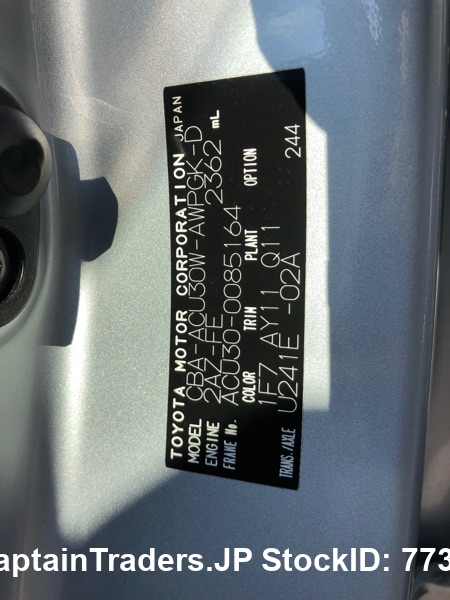 TOYOTA MOTOR CORPORATION JAPAN
MODEL CBA-ACU30W-AWPGK-D
ENGINE 2AZ-FE 2362 mL
FRAME No. ACU30-0085164
COLOR TRIM PLANT OPTION
1F7 AY11 Q11
TRANS./AXLE U241E -02A 244
aptainTraders.JP StockID: 773